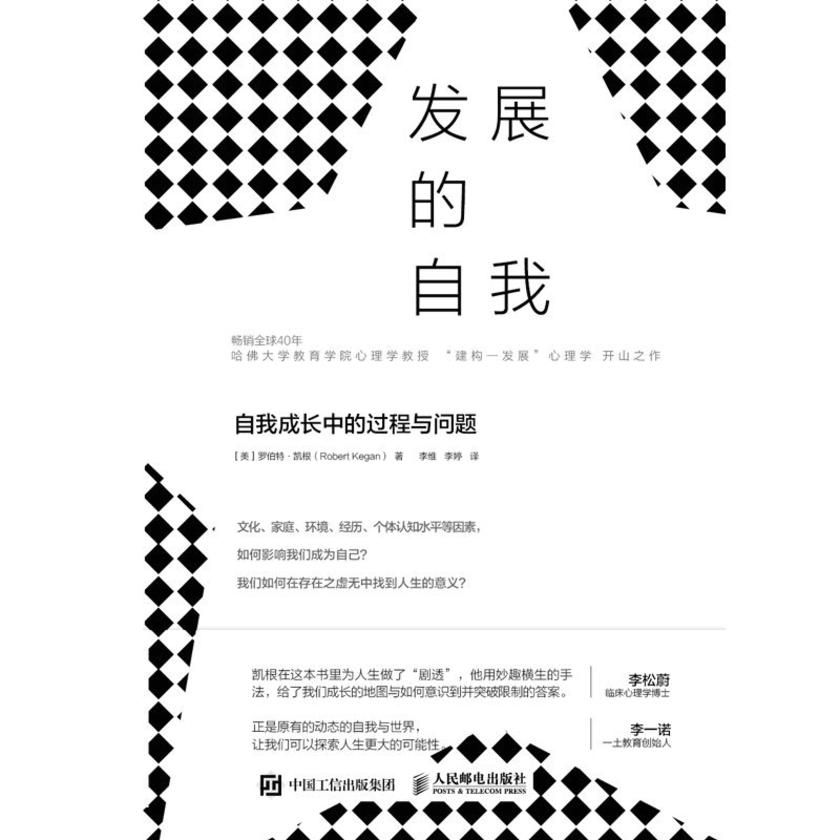 发展
的
自我
畅销全球40年
哈佛大学教育学院心理学教授 “建构一发展”心理学 开山之作
自我成长中的过程与问题
[美]罗伯特·凯根（Robert Kegan） 著 李维 李婷 译
文化、家庭、环境、经历、个体认知水平等因素，
如何影响我们成为自己？
我们如何在存在之虚无中找到人生的意义？
凯根在这本书里为人生做了“剧透”，他用妙趣横生的手
法，给了我们成长的地图与如何意识到并突破限制的答案。
李松蔚
临床心理学博士
正是原有的动态的自我与世界，
让我们可以探索人生更大的可能性。
李一诺
一土教育创始人
中国工信出版集团
人民邮电出版社
POSTS & TELECOM PRESS